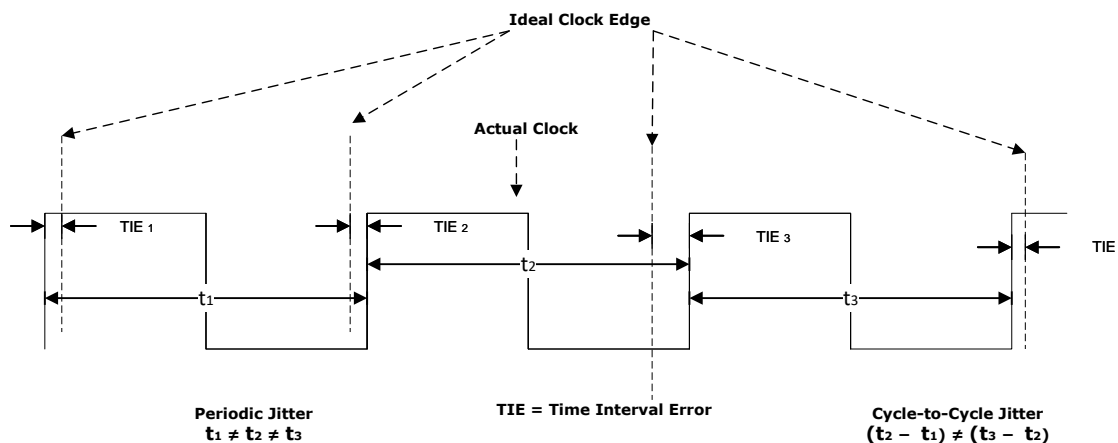 Ideal Clock Edge
Actual Clock
TIE 1
TIE 2
TIE 3
TIE
t2
t1
t3
Periodic Jitter
t1 ≠ t2 ≠ t3
TIE = Time Interval Error
Cycle-to-Cycle Jitter
(t2 – t1) ≠ (t3 – t2)